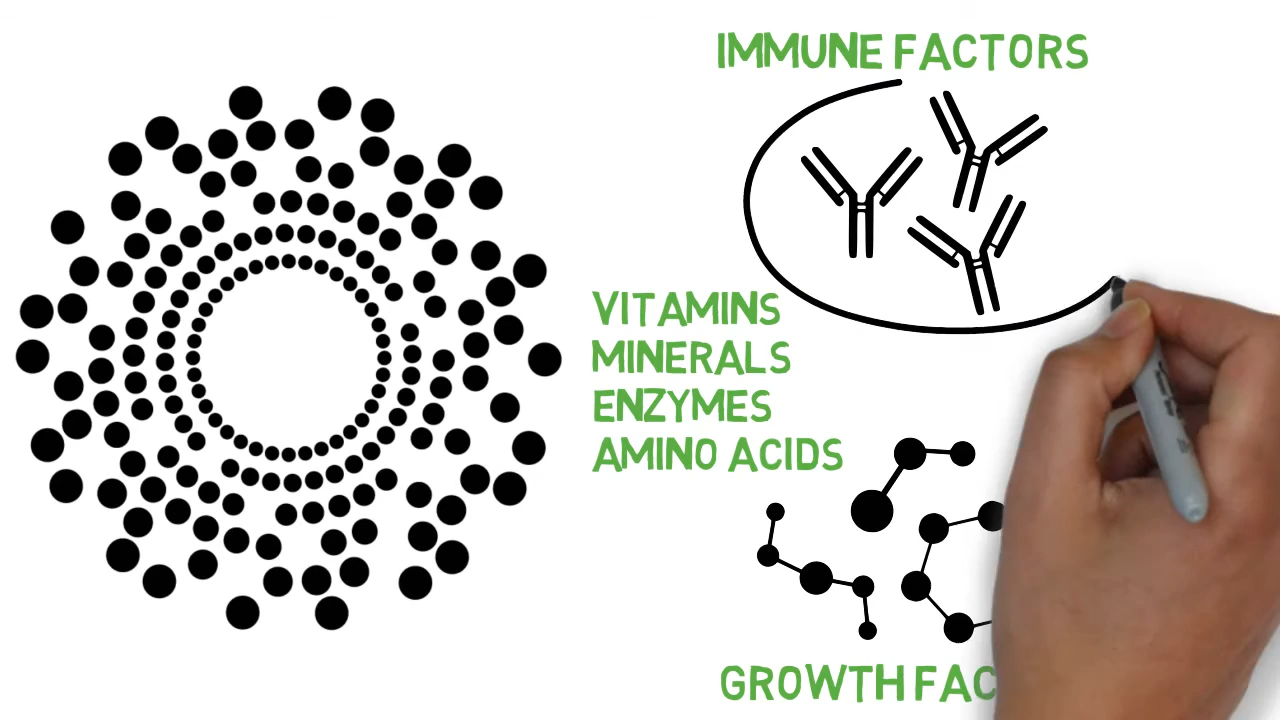 IMMUNE FACTORS
VITAMINS
MINERALS
ENZYMES
AMINO ACIDS
GROWTH FAC